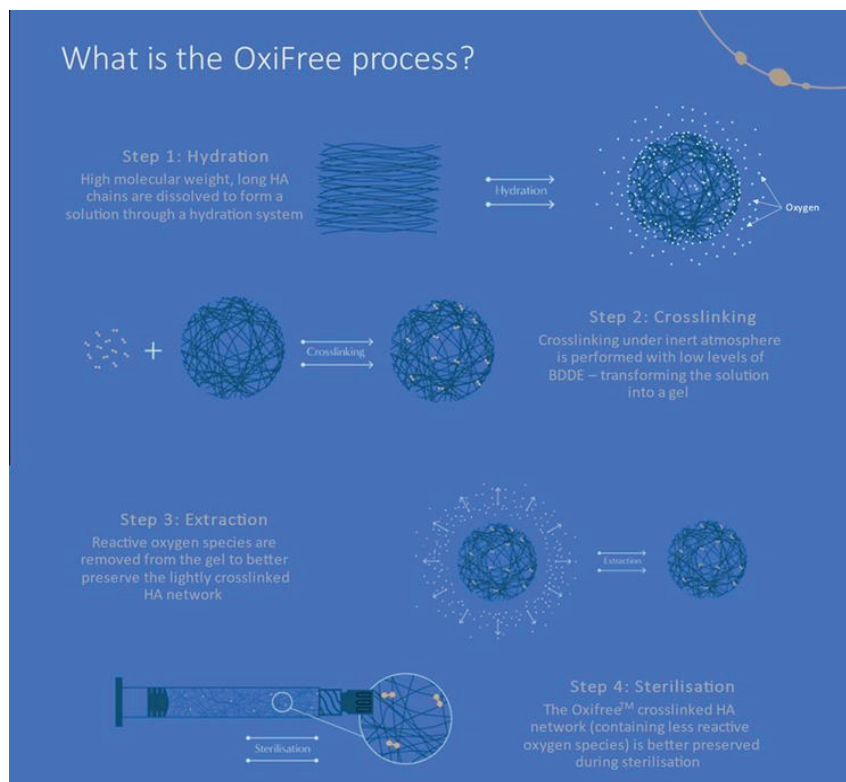 What is the OxiFree process?
Step 1: Hydration
High molecular weight, long HA
chains are dissolved to form a
solution through a hydration system
Hydration
Oxygen
Crosslinking
Step 2: Crosslinking
Crosslinking under inert atmosphere
is performed with low levels of
BDDE – transforming the solution
into a gel
Step 3: Extraction
Reactive oxygen species are
removed from the gel to better
preserve the lightly crosslinked
HA network
Extraction
Sterilisation
Step 4: Sterilisation
The Oxifree™ crosslinked HA
network (containing less reactive
oxygen species) is better preserved
during sterilisation